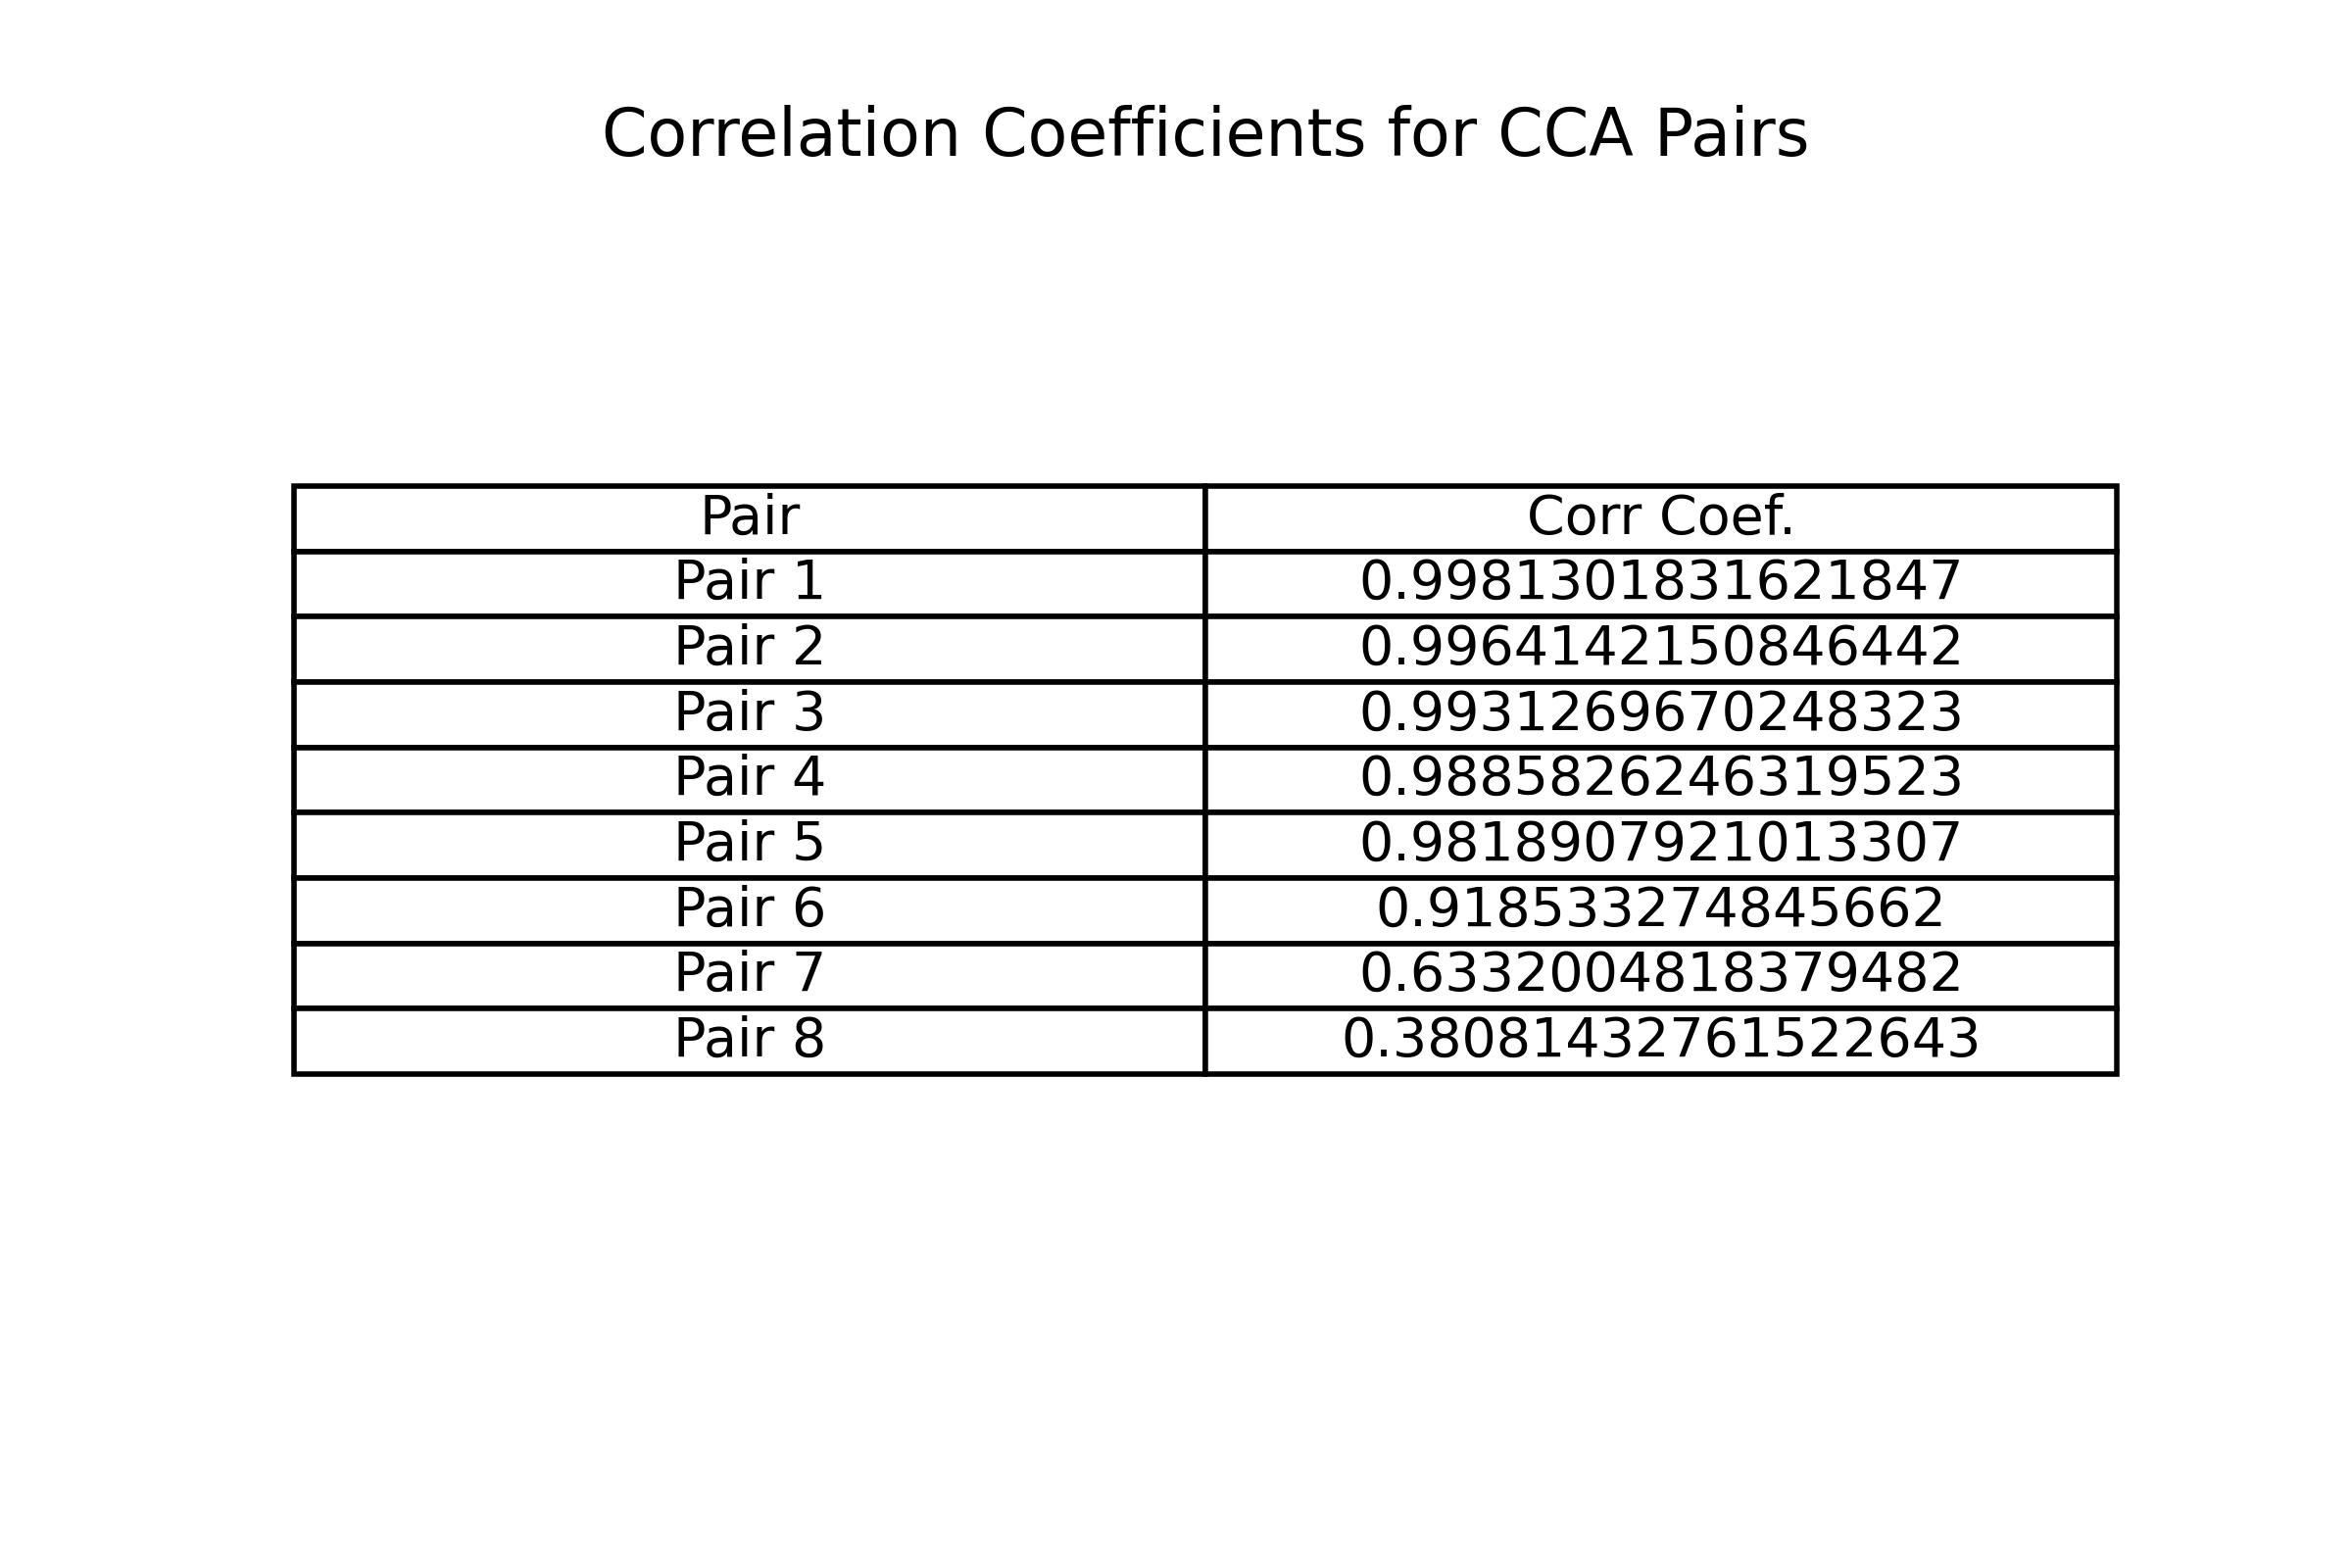 Correlation Coefficients for CCA Pairs
Pair Corr Coef.
Pair 1 0.9981301831621847
Pair 2 0.9964142150846442
Pair 3 0.9931269670248323
Pair 4 0.9885826246319523
Pair 5 0.9818907921013307
Pair 6 0.918533274845662
Pair 7 0.6332004818379482
Pair 8 0.38081432761522643